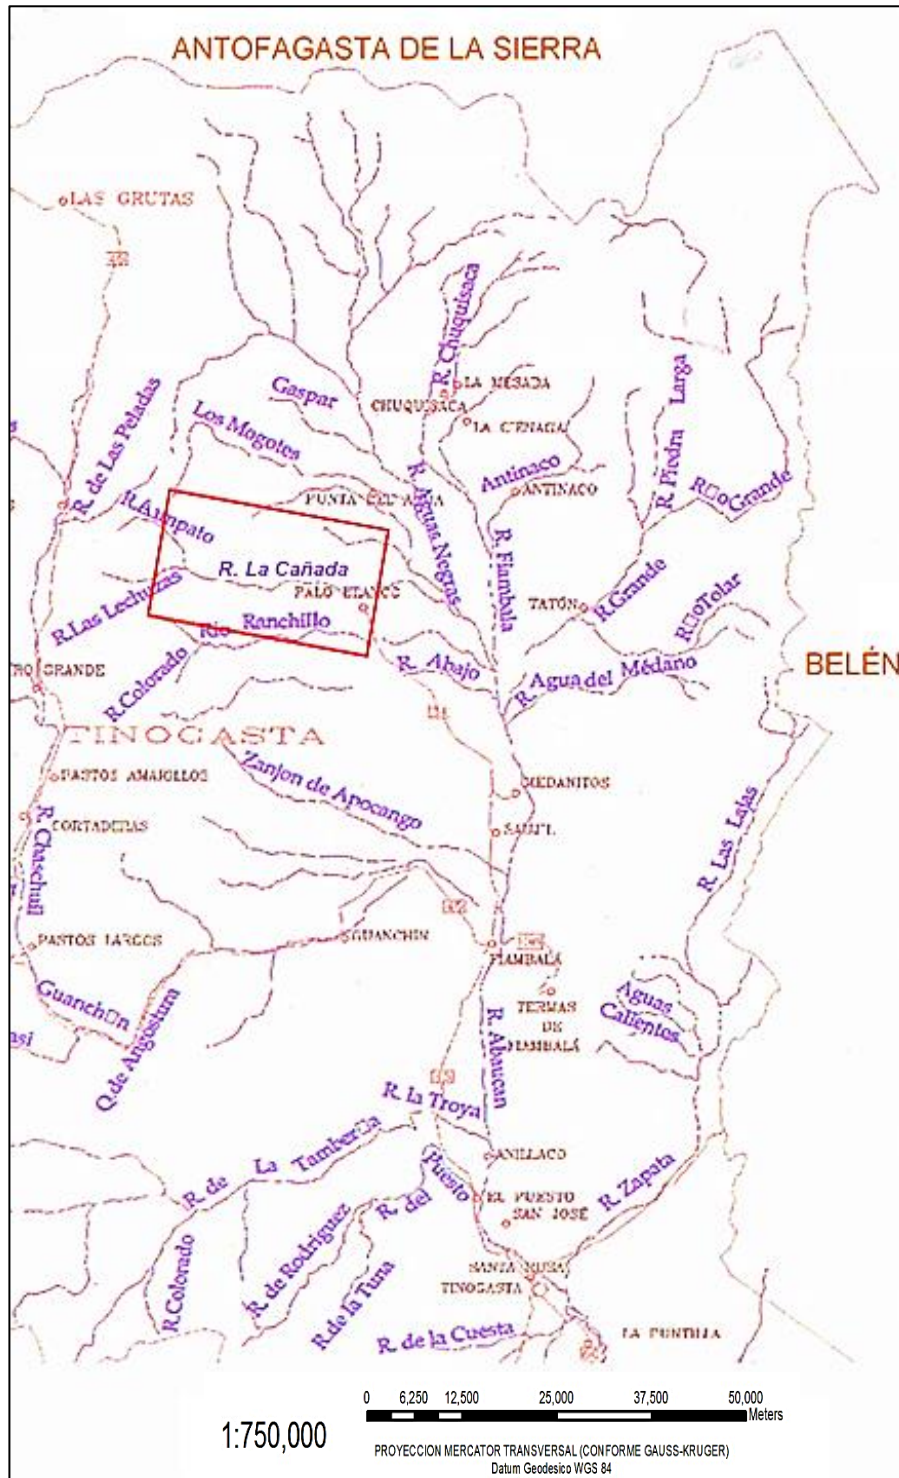 ANTOFAGASTA DE LA SIERRA
LAS GRUTAS
R. Chuquisaca
LA MESADA
CHUQUISACA
LA CIENAGA
Gaspar
Los Mogotes
R. de Las Peladas
R. Piedra Larga
Antinaco
ANTINACO
R□o Grande
R. Aguas Negras
R. Fiambala
R. La Cañada
PALO BLANCO
R.Las Lechuzas
Río Ranchillo
R.Colorado
R. Abajo
TATÓN
R.Grande
R□oTolar
R. Agua del Médano
BELÉN
RO GRANDE
TINOGASTA
PASTOS AMARILLOS
CORTADERAS
R. Chaschuil
Zanjon de Apocango
MEDANITOS
SAUJIL
R. Las Lajas
PASTOS LARGOS
GUANCHIN
FIAMBALÁ
TERMAS
DE
FIAMBALÁ
Aguas
Calientes
Guanch□n
asi
Q.de Angostura
R. Abaucan
R. la Troya
ANILLACO
R. de La Tamber□a
R. del Puesto
EL PUESTO
SAN JOSÉ
R. Zapata
R. de Rodriguez
R.de la Tuna
R.Colorado
SANTA ROSA
TINOGASTA
R. de la Cuesta
LA PUNTILLA
0 6,250 12,500 25,000 37,500 50,000
Meters
1:750,000
PROYECCION MERCATOR TRANSVERSAL (CONFORME GAUSS-KRUGER)
Datum Geodesico WGS 84